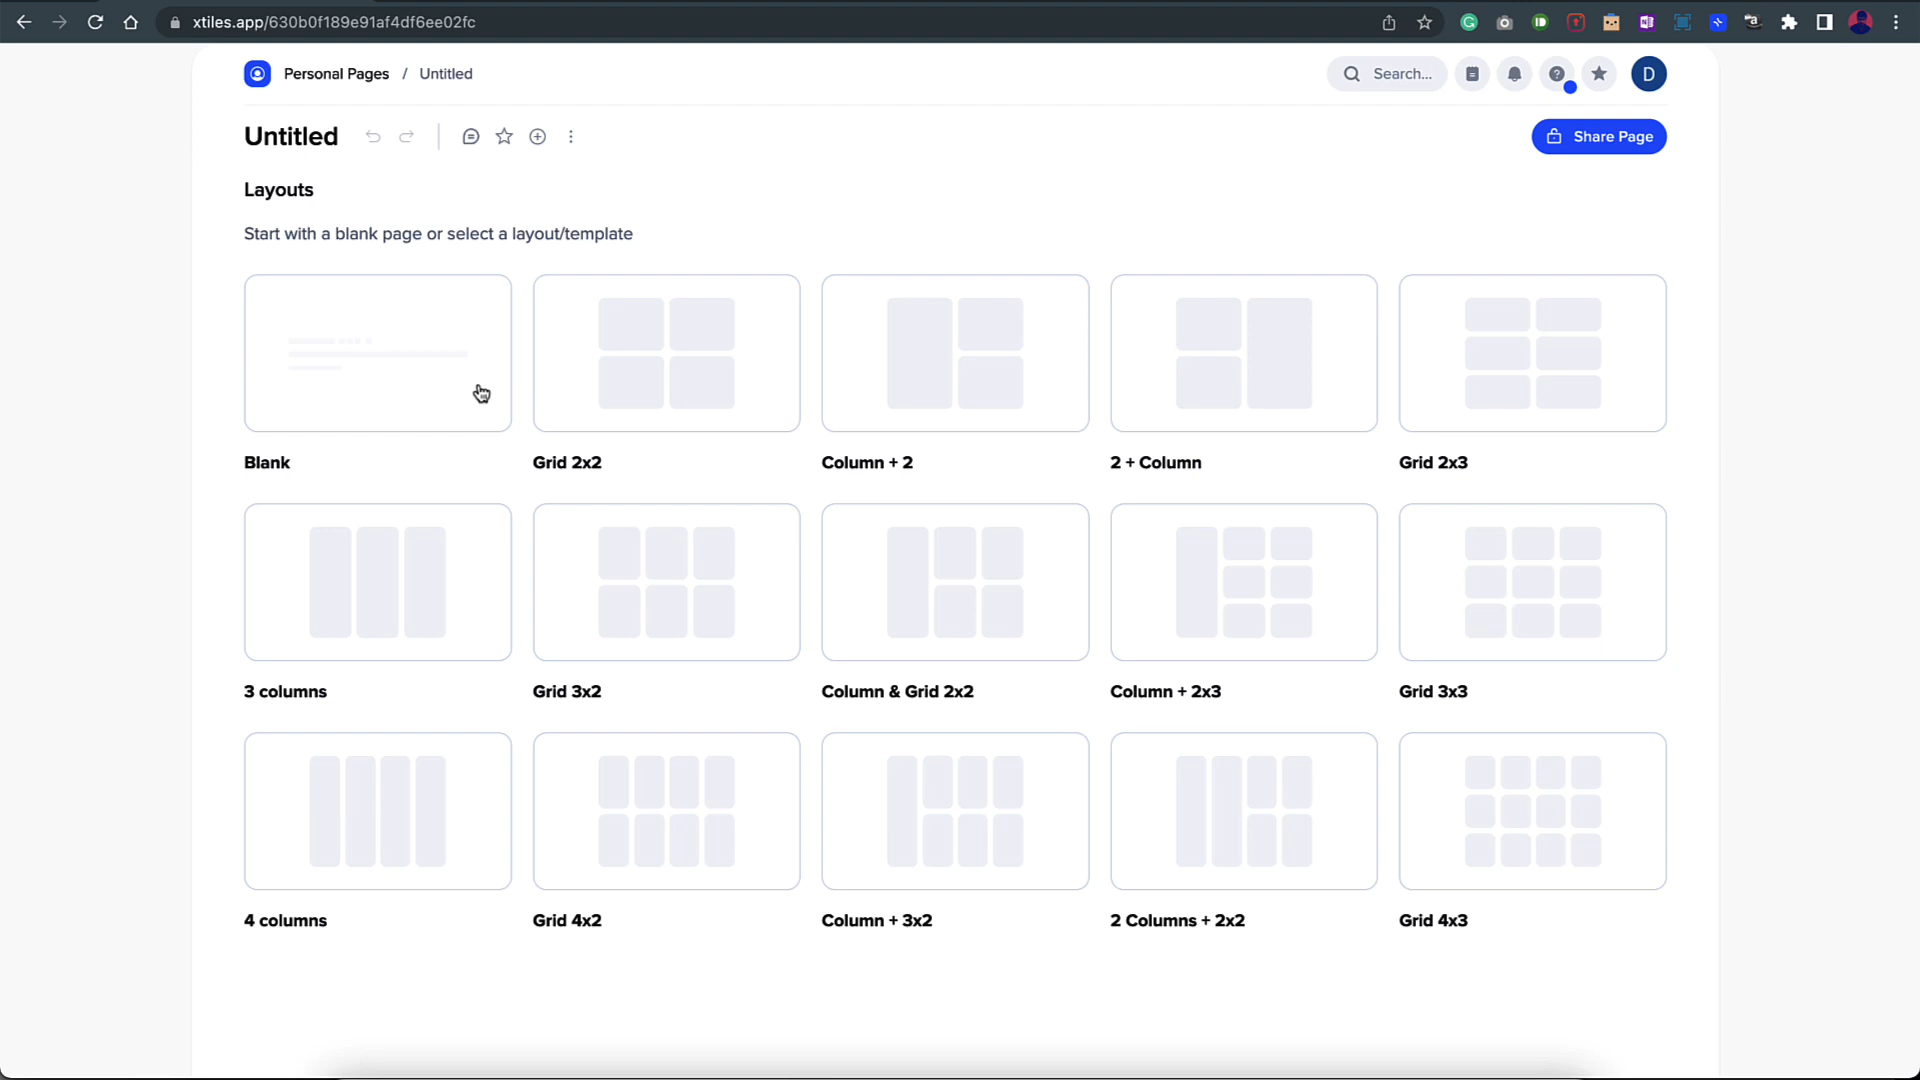 xtiles.app/630b0f189e91af4df6ee02fc
Personal Pages / Untitled
Search...
D
Untitled
Share Page
Layouts
Start with a blank page or select a layout/template
Blank
Grid 2x2
Column + 2
2 + Column
Grid 2x3
3 columns
Grid 3x2
Column & Grid 2x2
Column + 2x3
Grid 3x3
4 columns
Grid 4x2
Column + 3x2
2 Columns + 2x2
Grid 4x3